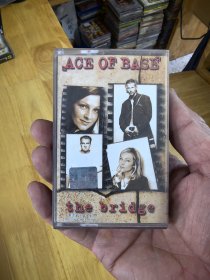 ACE OF BASE
the bridge